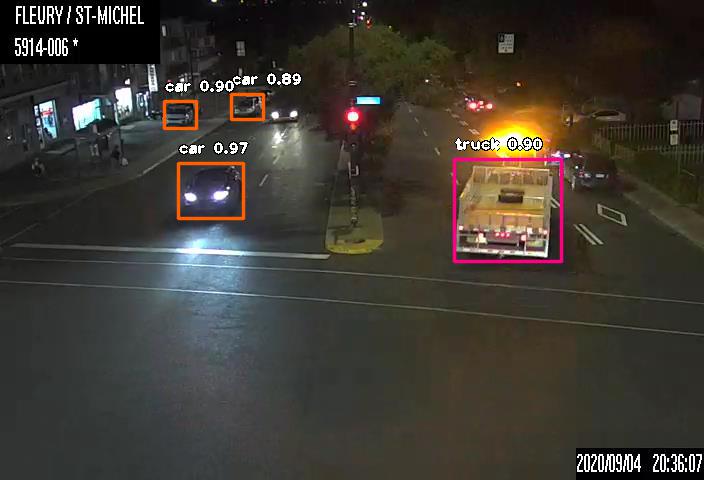 FLEURY / ST-MICHEL
5914-006 *
car 0.90
car 0.89
car 0.97
truck 0.90
2020/09/04 20:36:07